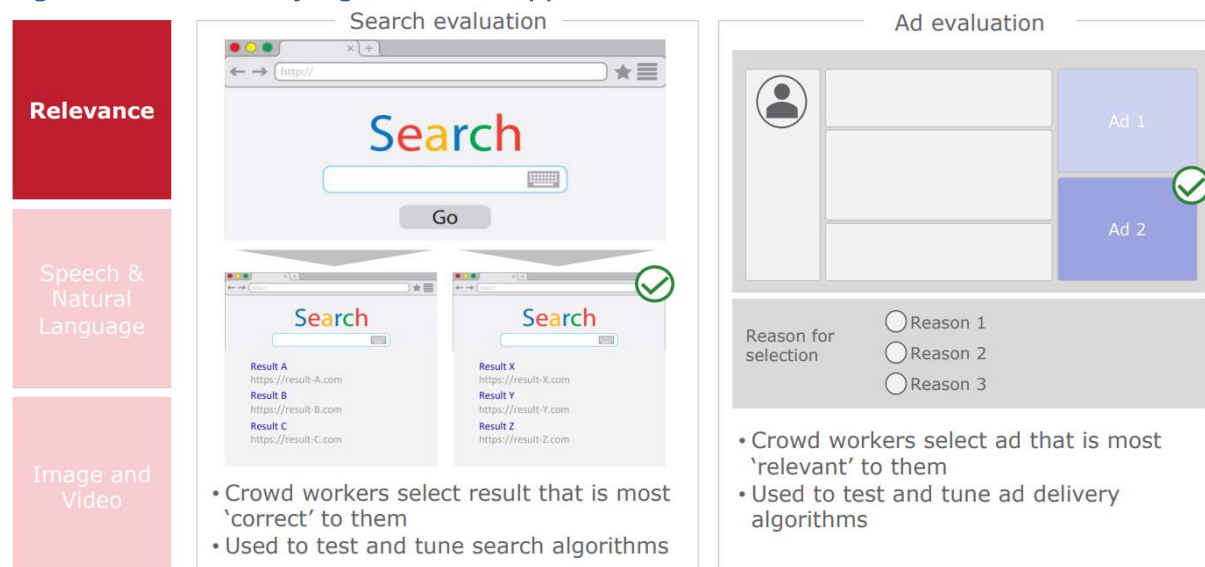 Relevance
Speech &
Natural
Language
Image and
Video
Search evaluation
http://
Search
Go
http://
Search
Result A
https://result-A.com
Result B
https://result-B.com
Result C
https://result-C.com
http://
Search
Result X
https://result-X.com
Result Y
https://result-Y.com
Result Z
https://result-Z.com
• Crowd workers select result that is most
‘correct’ to them
• Used to test and tune search algorithms
Ad evaluation
Ad 1
Ad 2
Reason for
selection
Reason 1
Reason 2
Reason 3
• Crowd workers select ad that is most
‘relevant’ to them
• Used to test and tune ad delivery
algorithms